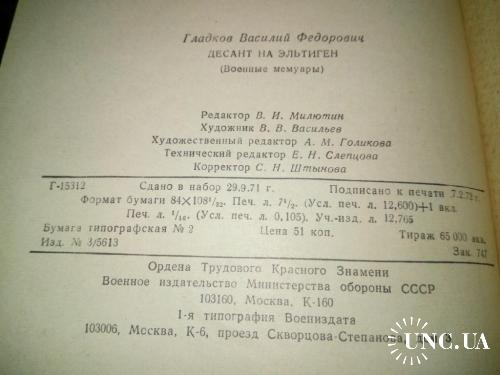 Гладков Василий Федорович
ДЕСАНТ НА ЭЛЬТИГЕН
(Военные мемуары)
Редактор В. И. Милютин
Художник В. В. Васильев
Художественный редактор А. М. Голикова
Технический редактор Е. Н. Слепцова
Корректор С. Н. Штынова
Г-15312 Сдано в набор 29.9.71 г. Подписано к печати 7.2.72 г.
Формат бумаги 84×108¹/₃₂. Печ. л. 7¹/₂. (Усл. печ. л. 12,600)+1 вкл.
Печ. л. ¹/₁₆. (Усл. печ. л. 0,105). Уч.-изд. л. 12,765
Бумага типографская № 2 Цена 51 коп. Тираж 65 000 экз.
Изд. № 3/5613 Зак. 747
Ордена Трудового Красного Знамени
Военное издательство Министерства обороны СССР
103160, Москва, К-160
1-я типография Воениздата
103006, Москва, К-6, проезд Скворцова-Степанова,
UNC.UA